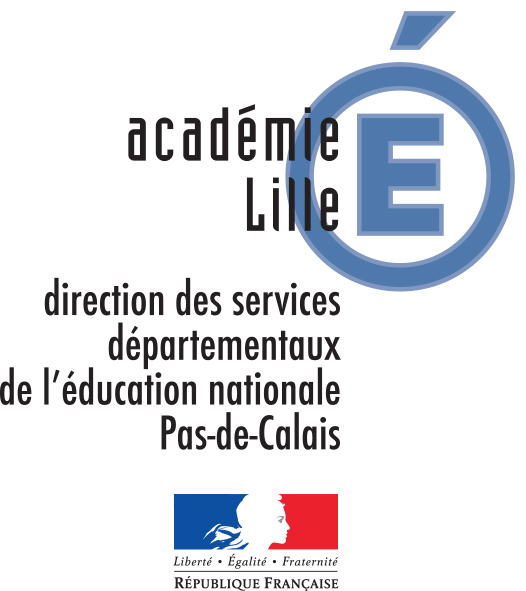 É
académie
Lille
direction des services
départementaux
de l'éducation nationale
Pas-de-Calais
Liberté • Égalité • Fraternité
RÉPUBLIQUE FRANÇAISE